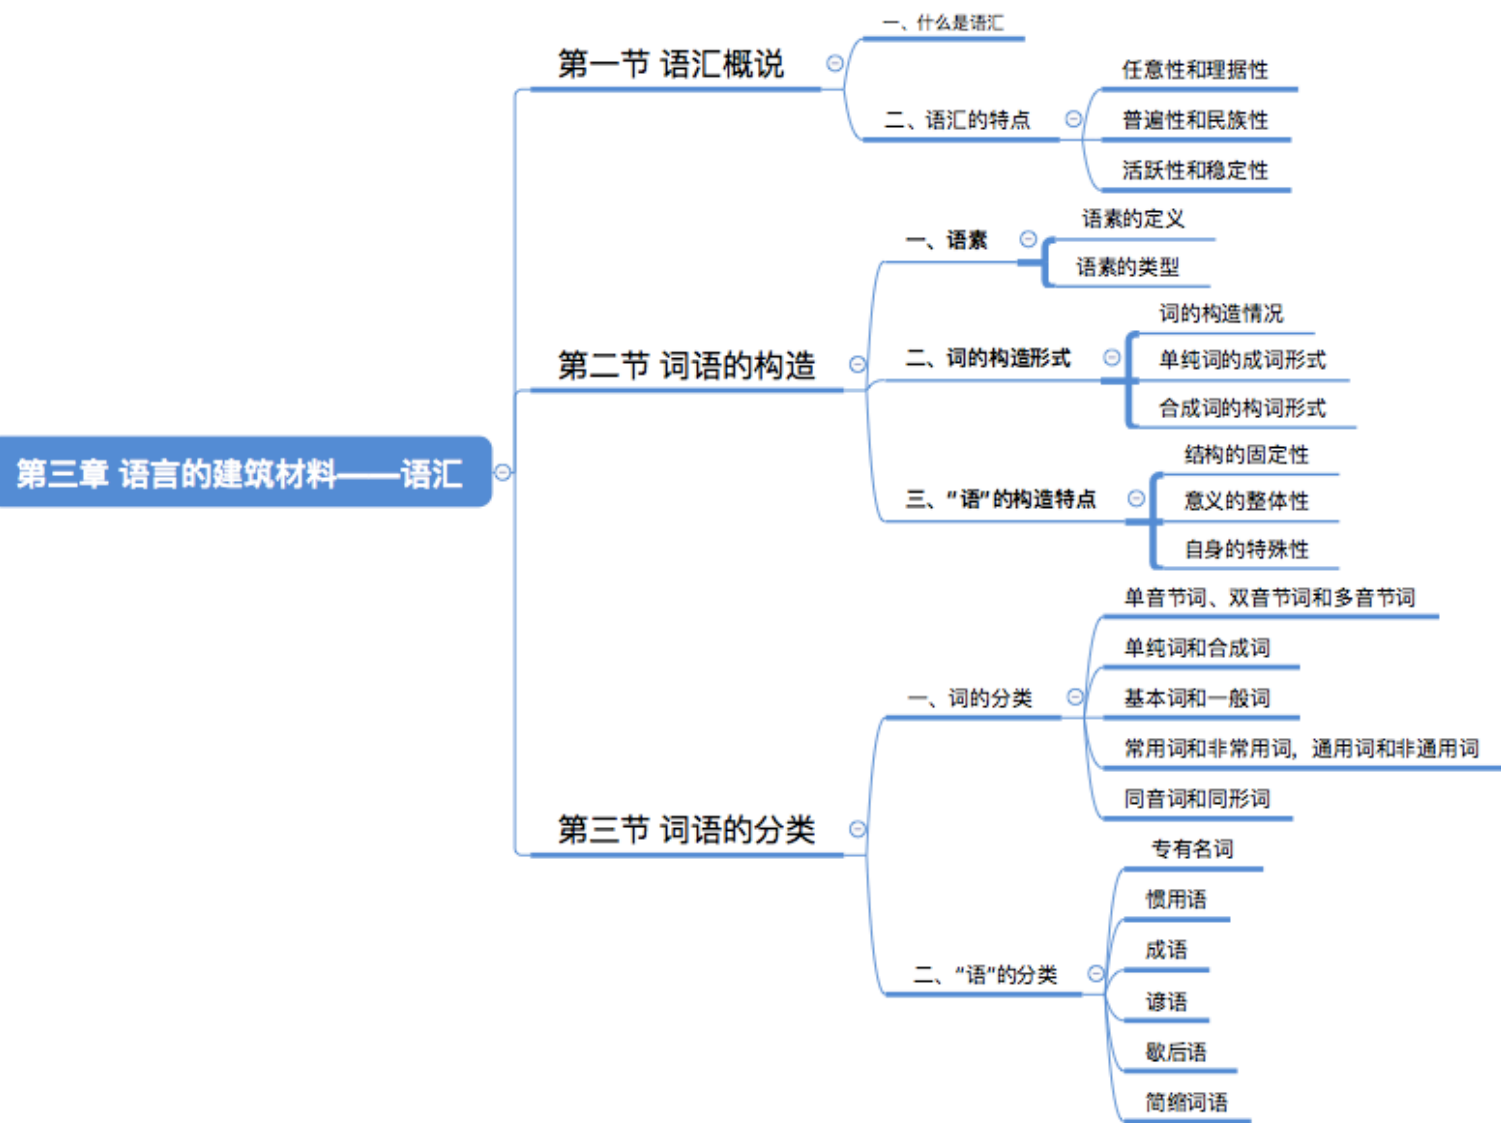 第三章 语言的建筑材料——语汇
第一节 语汇概说
一、什么是语汇
二、语汇的特点
任意性和理据性
普遍性和民族性
活跃性和稳定性
第二节 词语的构造
一、语素
语素的定义
语素的类型
二、词的构造形式
词的构造情况
单纯词的成词形式
合成词的构词形式
三、“语”的构造特点
结构的固定性
意义的整体性
自身的特殊性
第三节 词语的分类
一、词的分类
单音节词、双音节词和多音节词
单纯词和合成词
基本词和一般词
常用词和非常用词，通用词和非通用词
同音词和同形词
二、“语”的分类
专有名词
惯用语
成语
谚语
歇后语
简缩词语